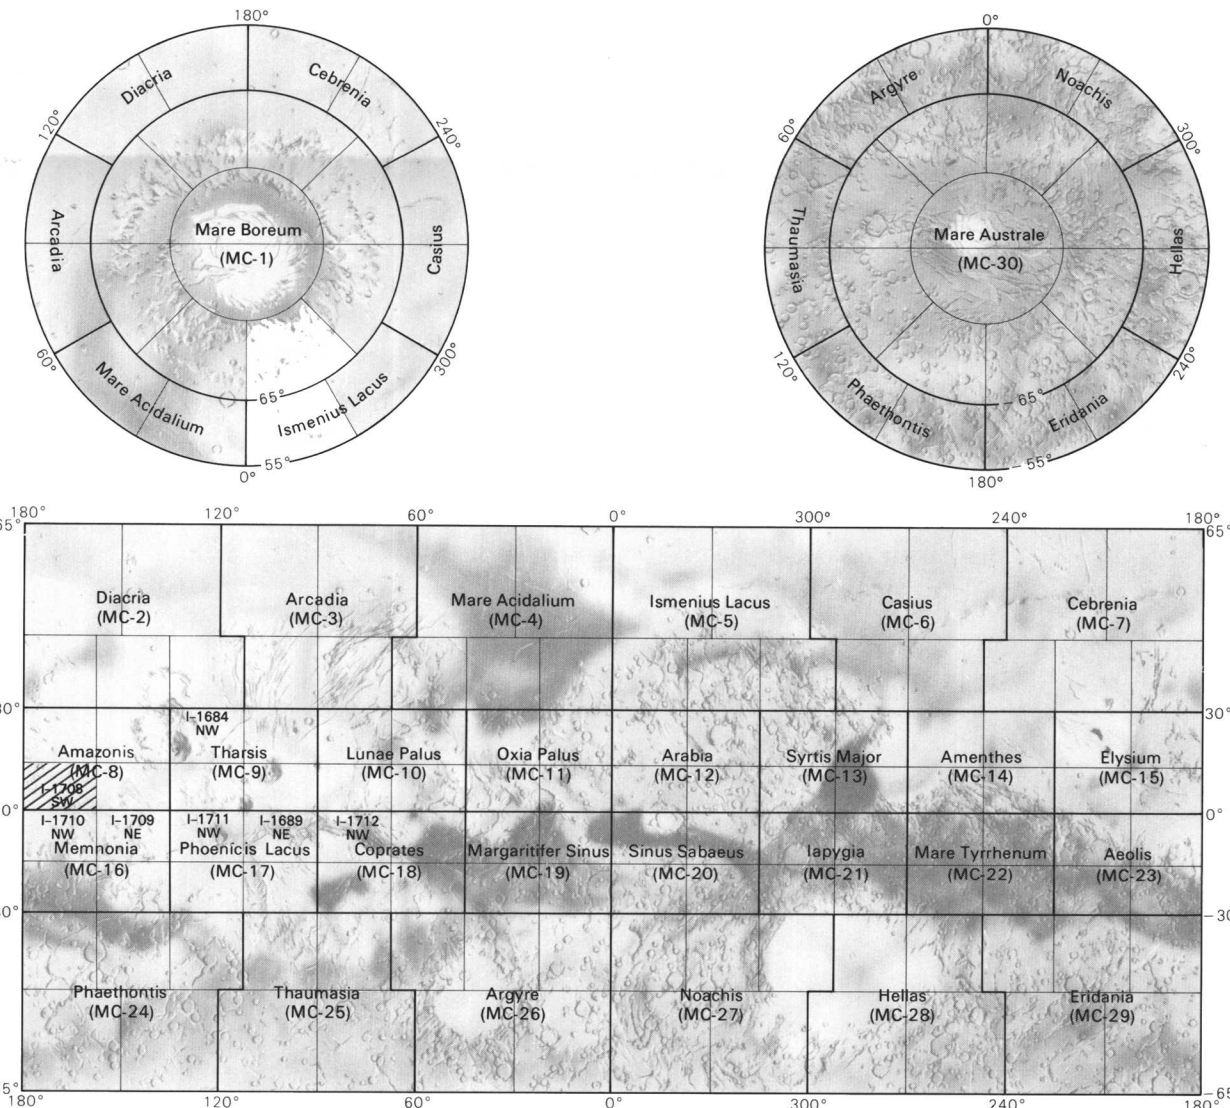 180°
Diacria
Cebrenia
120°
240°
Arcadia
Mare Boreum
(MC-1)
Casius
60°
300°
Mare Acidalium
Ismenius Lacus
65°
55°
0°
0°
Argyre
Noachis
60°
300°
Thaumasia
Mare Australe
(MC-30)
Hellas
120°
240°
Phaethontis
Eridania
-65°
-55°
180°
180° 120° 60° 0° 300° 240° 180°
65° 65°
Diacria
(MC-2)
Arcadia
(MC-3)
Mare Acidalium
(MC-4)
Ismenius Lacus
(MC-5)
Casius
(MC-6)
Cebrenia
(MC-7)
30° 30°
I-1684
NW
Amazonis
(MC-8)
Tharsis
(MC-9)
Lunae Palus
(MC-10)
Oxia Palus
(MC-11)
Arabia
(MC-12)
Syrtis Major
(MC-13)
Amenthes
(MC-14)
Elysium
(MC-15)
I-1708
SW
0° 0°
I-1710
NW
I-1709
NE
I-1711
NW
I-1689
NE
I-1712
NW
Memnonia
(MC-16)
Phoenicis Lacus
(MC-17)
Coprates
(MC-18)
Margaritifer Sinus
(MC-19)
Sinus Sabaeus
(MC-20)
Iapygia
(MC-21)
Mare Tyrrhenum
(MC-22)
Aeolis
(MC-23)
0° -30°
Phaethontis
(MC-24)
Thaumasia
(MC-25)
Argyre
(MC-26)
Noachis
(MC-27)
Hellas
(MC-28)
Eridania
(MC-29)
5° -65°
180° 120° 60° 0° 300° 240° 180°